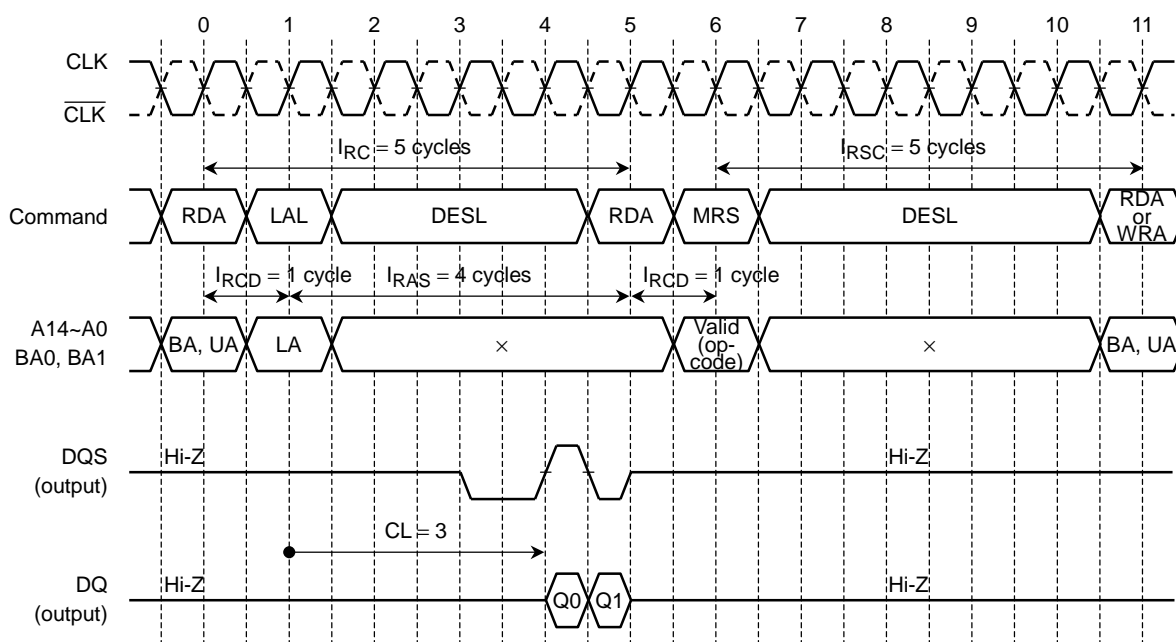 0 1 2 3 4 5 6 7 8 9 10 11
CLK
CLK
IRC = 5 cycles
IRSC = 5 cycles
Command
RDA
LAL
DESL
RDA
MRS
DESL
RDA
or
WRA
IRCD = 1 cycle
IRAS = 4 cycles
IRCD = 1 cycle
A14~A0
BA0, BA1
BA, UA
LA
×
Valid
(op-
code)
×
BA, UA
DQS
(output)
Hi-Z
Hi-Z
CL = 3
DQ
(output)
Hi-Z
Q0
Q1
Hi-Z